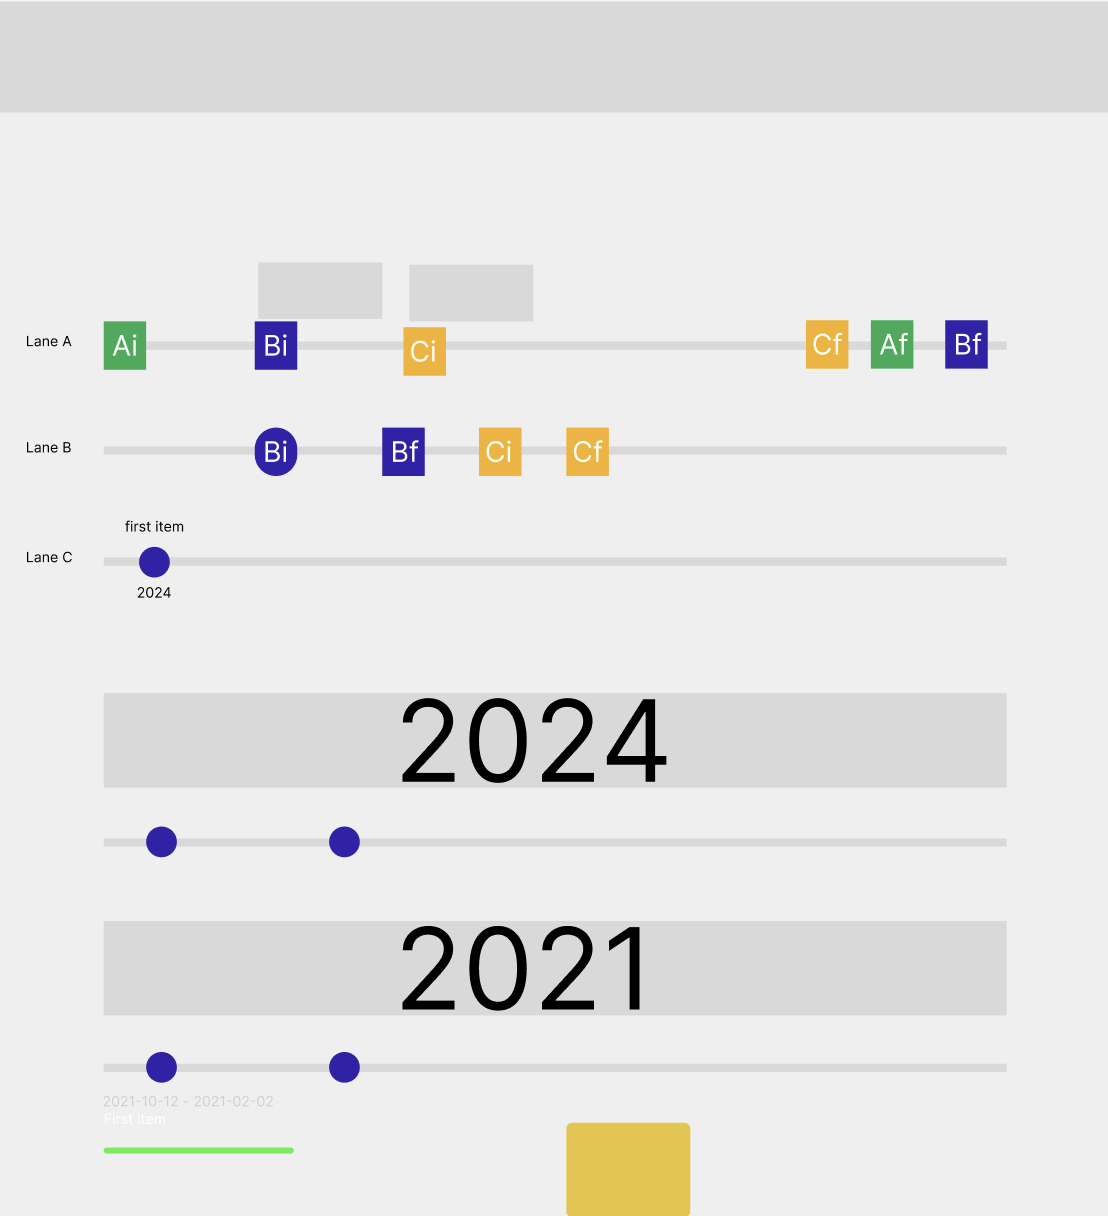 Lane A
Ai
Bi
Ci
Cf
Af
Bf
Lane B
Bi
Bf
Ci
Cf
first item
Lane C
2024
2024
2021
2021-10-12 - 2021-02-02
First Item